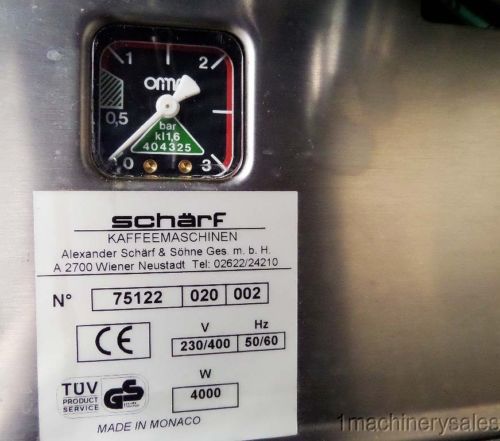 1 2
orma
0,5
bar
kl 1,6
404325
0 3
schärf
KAFFEEMASCHINEN
Alexander Schärf & Söhne Ges. m. b. H.
A 2700 Wiener Neustadt Tel: 02622/24210
N° 75122 020 002
V Hz
CE 230/400 50/60
W
TÜV PRODUCT SERVICE GS 4000
MADE IN MONACO
1machinerysales